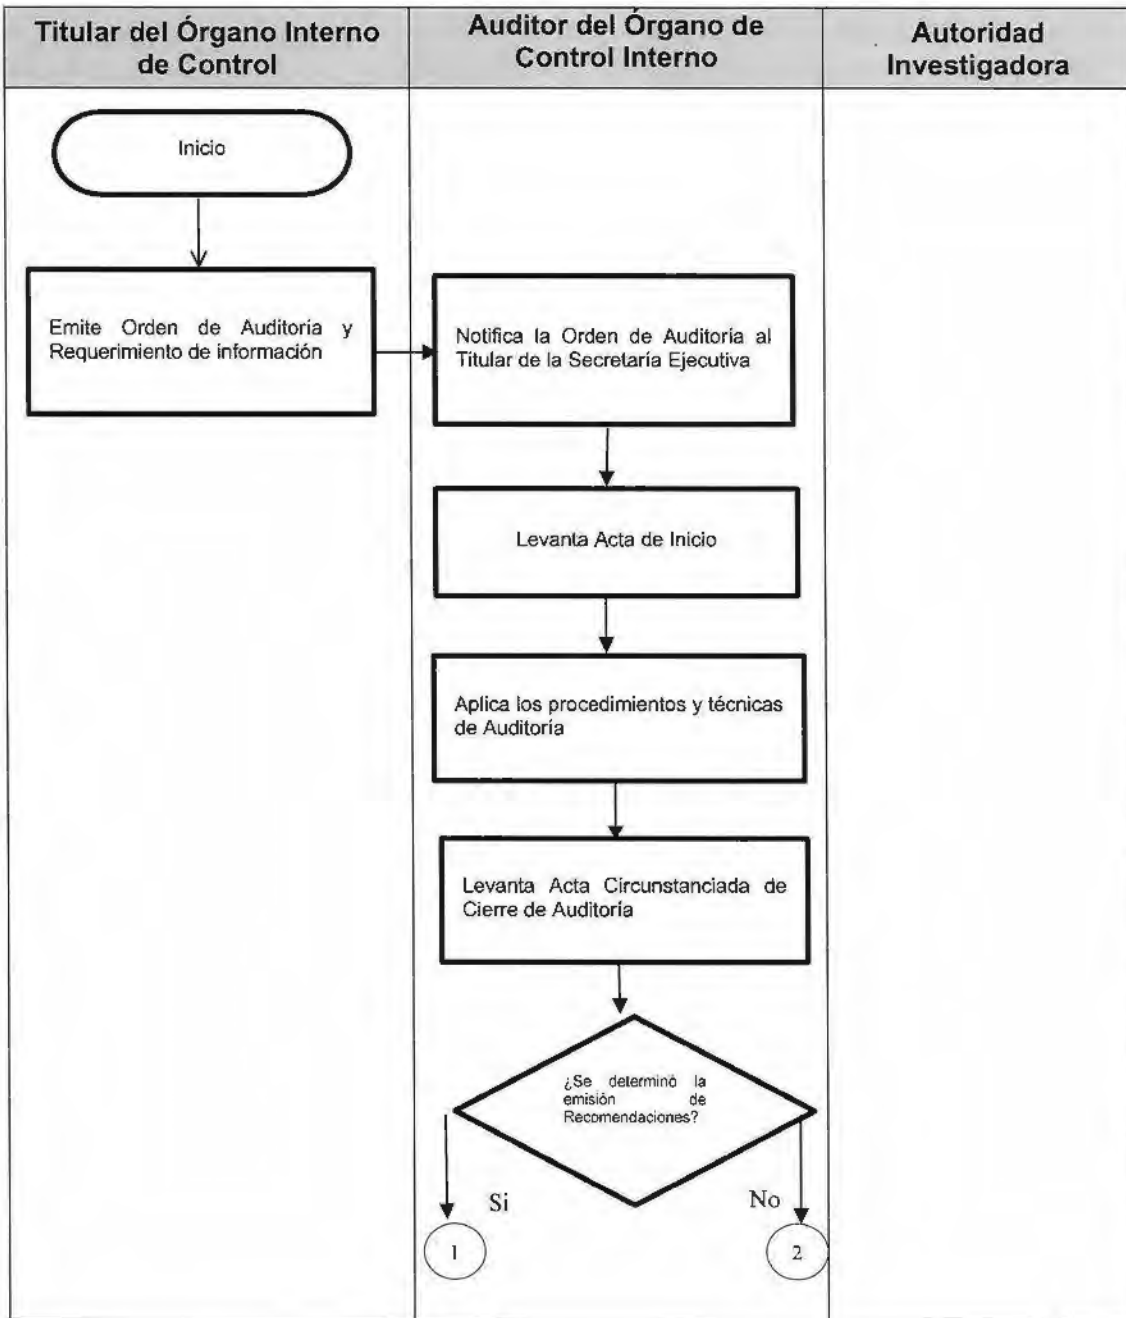 Titular del Órgano Interno
de Control
Auditor del Órgano de
Control Interno
Autoridad
Investigadora
Inicio
Emite Orden de Auditoría y
Requerimiento de información
Notifica la Orden de Auditoría al
Titular de la Secretaría Ejecutiva
Levanta Acta de Inicio
Aplica los procedimientos y técnicas
de Auditoría
Levanta Acta Circunstanciada de
Cierre de Auditoría
¿Se determinó la
emisión de
Recomendaciones?
Si
No
1
2